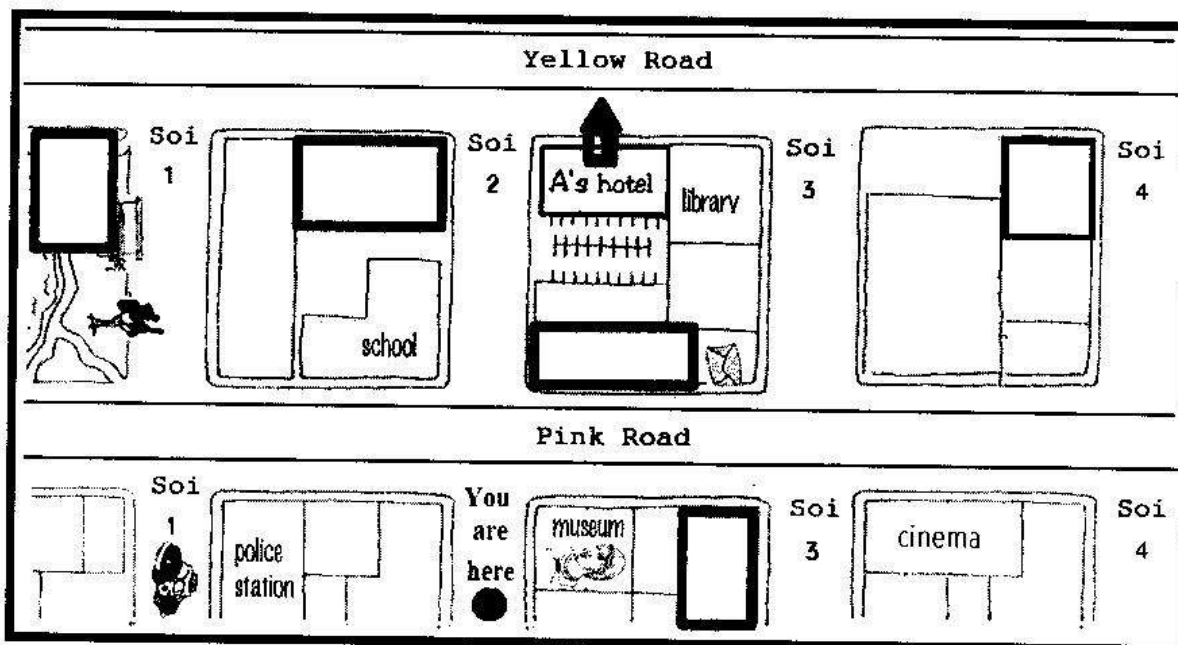 Yellow Road
Soi
1
Soi
2
A's hotel
library
Soi
3
Soi
4
school
Pink Road
Soi
1
police
station
You
are
here
museum
Soi
3
cinema
Soi
4